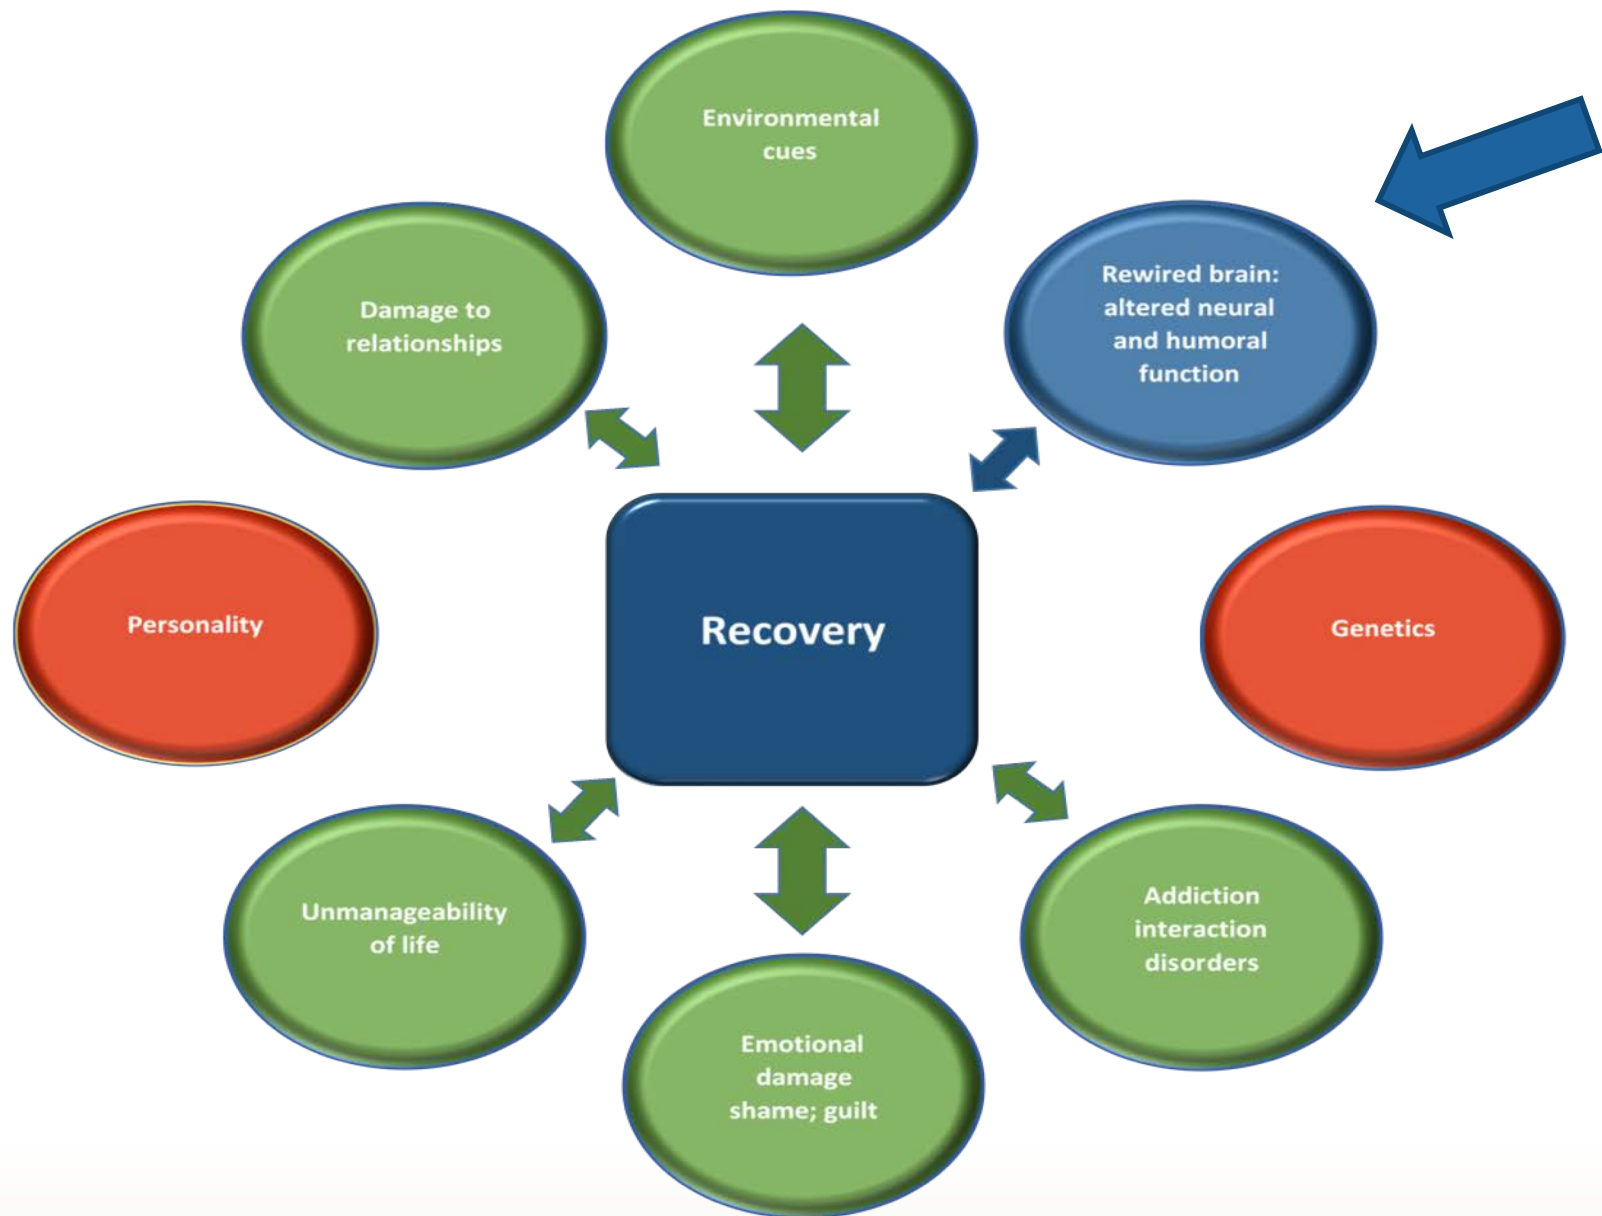 Environmental
cues
Damage to
relationships
Rewired brain:
altered neural
and humoral
function
Personality
Recovery
Genetics
Unmanageability
of life
Addiction
interaction
disorders
Emotional
damage
shame; guilt